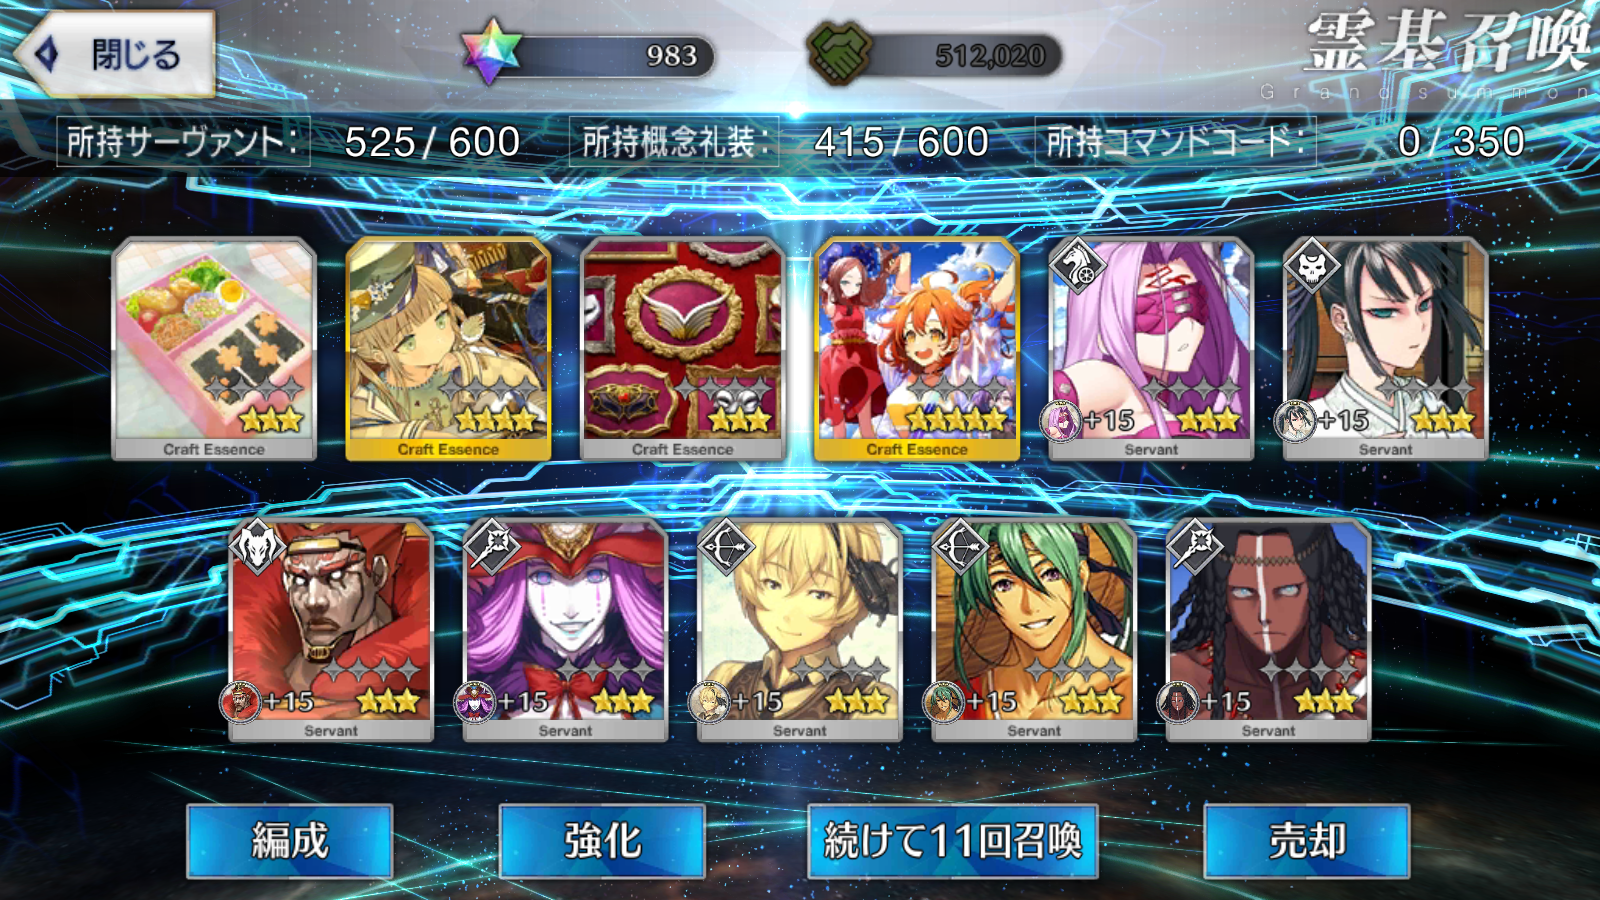 閉じる
983
512,020
霊基召喚
Grand summon
所持サーヴァント: 525 / 600
所持概念礼装: 415 / 600
所持コマンドコード: 0 / 350
Craft Essence
Craft Essence
Craft Essence
Craft Essence
+15
Servant
+15
Servant
+15
Servant
+15
Servant
+15
Servant
+15
Servant
+15
Servant
編成
強化
続けて11回召喚
売却